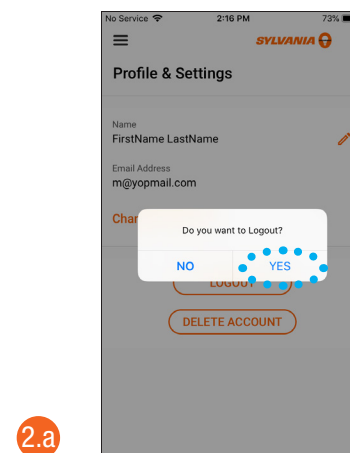 No Service 2:16 PM 73%
SYLVANIA
Profile & Settings
Name
FirstName LastName
Email Address
m@yopmail.com
Char
Do you want to Logout?
NO YES
LOGOUT
DELETE ACCOUNT
2.a